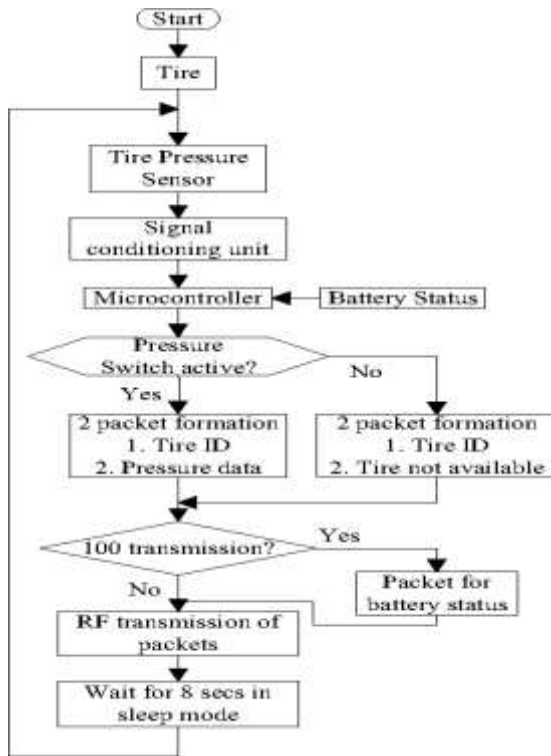 Start
Tire
Tire Pressure
Sensor
Signal
conditioning unit
Microcontroller
Battery Status
Pressure
Switch active?
Yes
No
2 packet formation
1. Tire ID
2. Pressure data
2 packet formation
1. Tire ID
2. Tire not available
100 transmission?
Yes
No
Packet for
battery status
RF transmission of
packets
Wait for 8 secs in
sleep mode